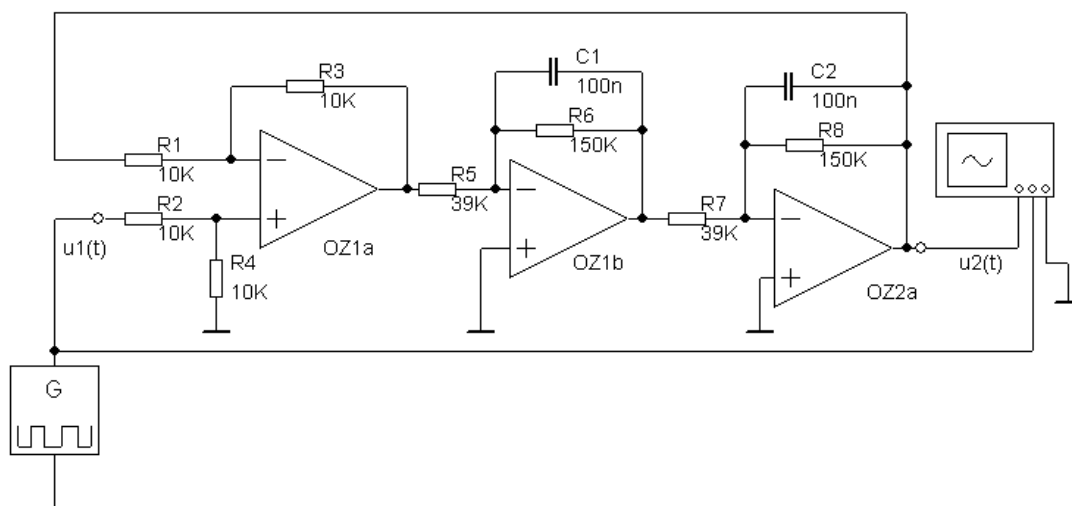 C1
100n
C2
100n
R3
10K
R6
150K
R8
150K
R1
10K
R5
39K
R7
39K
R2
10K
u1(t)
R4
10K
OZ1a
OZ1b
OZ2a
u2(t)
G